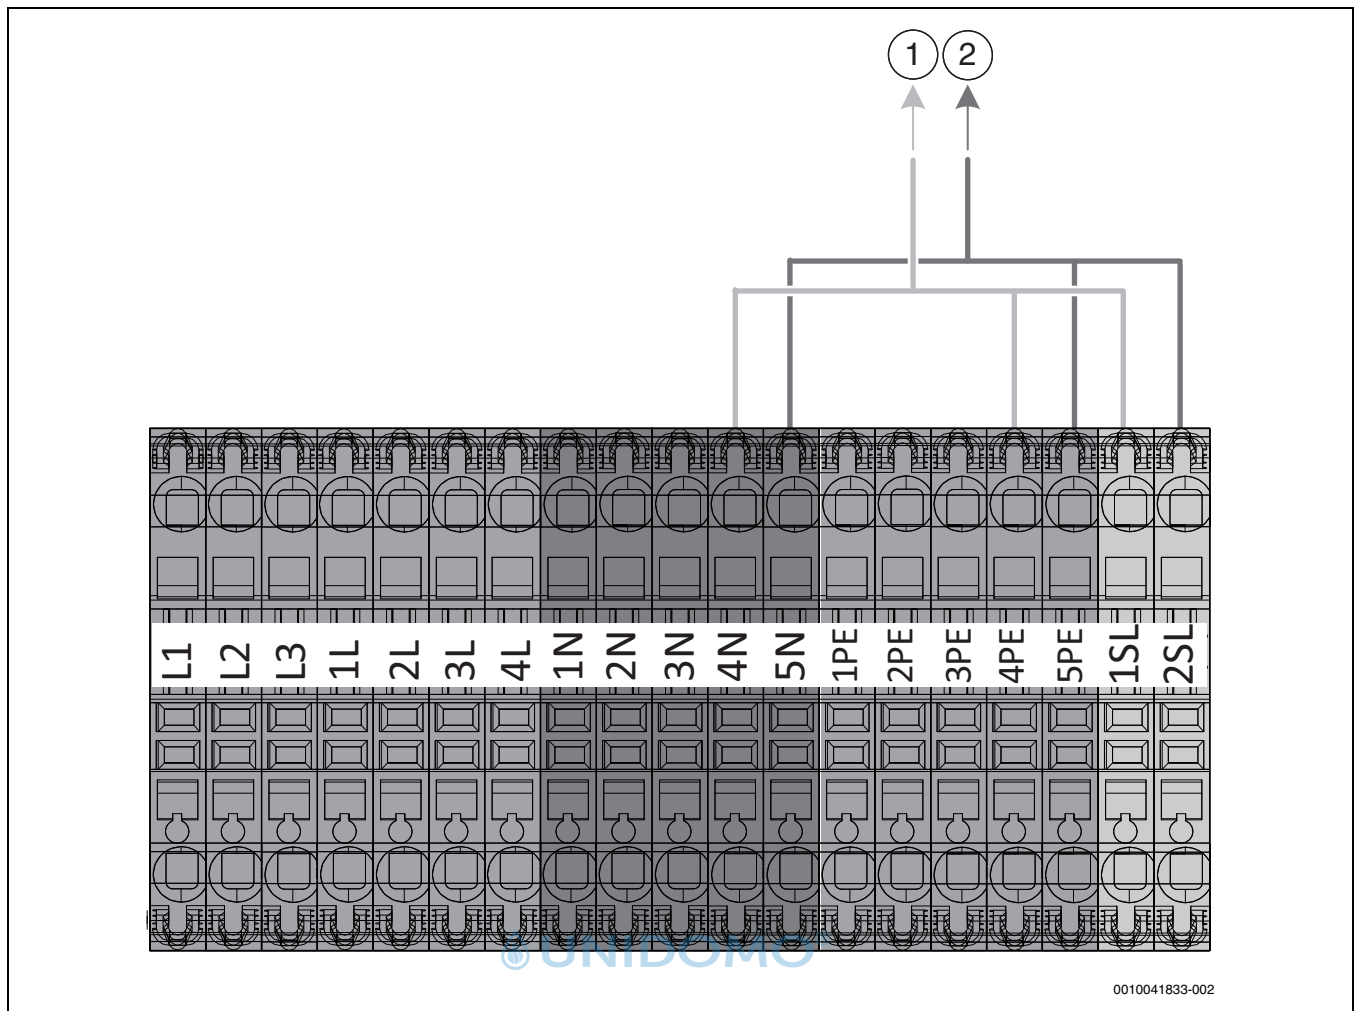 1 2
L1 L2 L3 1L 2L 3L 4L 1N 2N 3N 4N 5N 1PE 2PE 3PE 4PE 5PE 1SL 2SL
UNIDOMO
0010041833-002